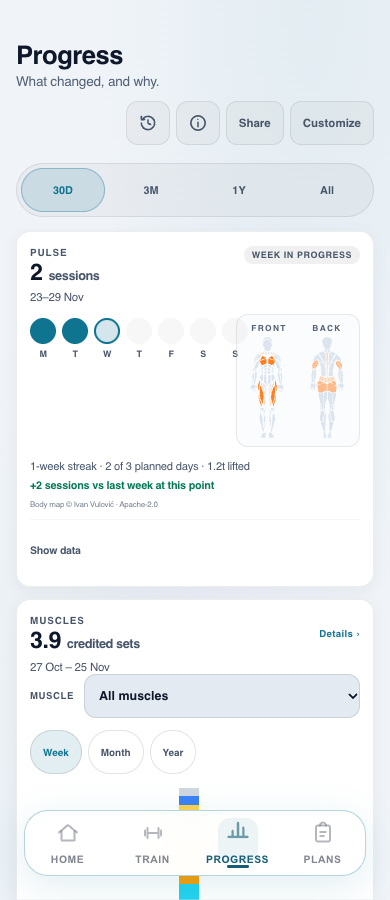 Progress
What changed, and why.
Share
Customize
30D
3M
1Y
All
PULSE
WEEK IN PROGRESS
2 sessions
23–29 Nov
FRONT
BACK
M
T
W
T
F
S
S
1-week streak · 2 of 3 planned days · 1.2t lifted
+2 sessions vs last week at this point
Body map © Ivan Vulović · Apache-2.0
Show data
MUSCLES
3.9 credited sets
Details ›
27 Oct – 25 Nov
MUSCLE
All muscles
Week
Month
Year
HOME
TRAIN
PROGRESS
PLANS